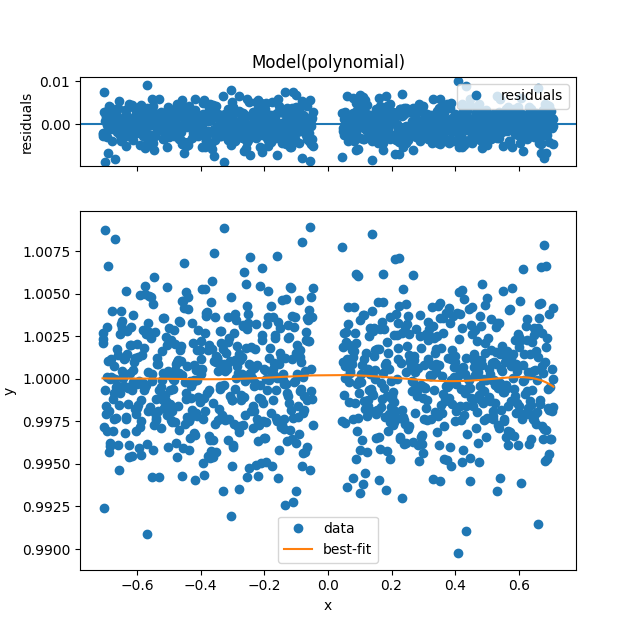 Model(polynomial)
0.01
0.00
residuals
residuals
1.0075
1.0050
1.0025
1.0000
0.9975
0.9950
0.9925
0.9900
y
data
best-fit
−0.6 −0.4 −0.2 0.0 0.2 0.4 0.6
x